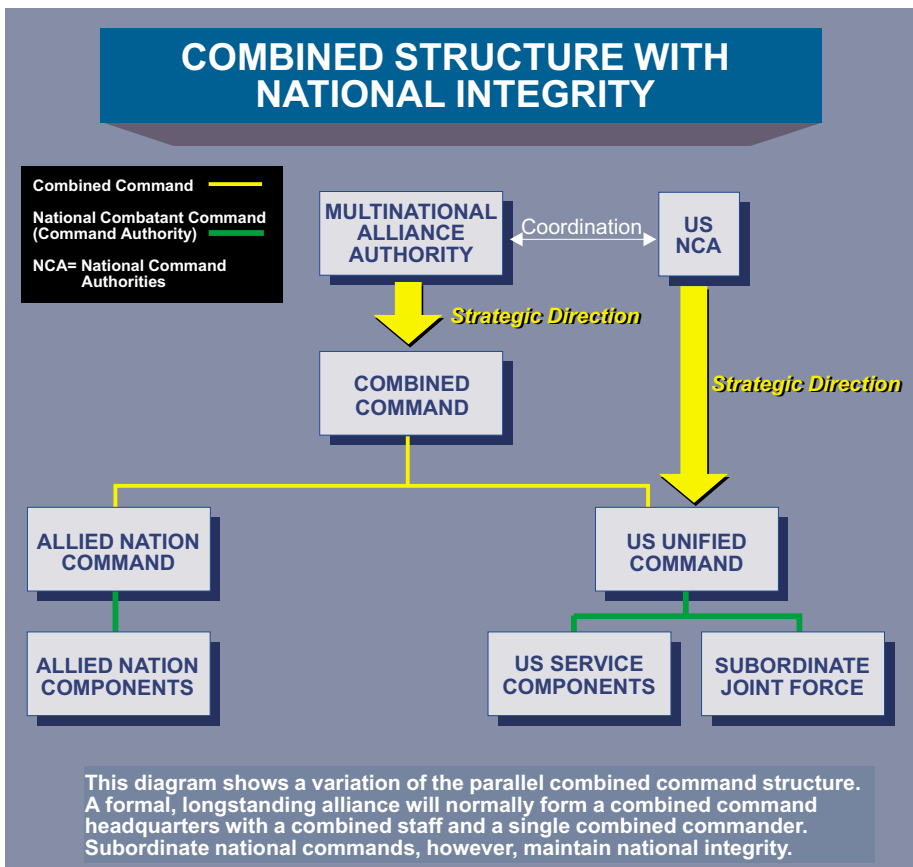 COMBINED STRUCTURE WITH
NATIONAL INTEGRITY
Combined Command
National Combatant Command
(Command Authority)
NCA= National Command
Authorities
MULTINATIONAL
ALLIANCE
AUTHORITY
Coordination
US
NCA
Strategic Direction
COMBINED
COMMAND
Strategic Direction
ALLIED NATION
COMMAND
US UNIFIED
COMMAND
ALLIED NATION
COMPONENTS
US SERVICE
COMPONENTS
SUBORDINATE
JOINT FORCE
This diagram shows a variation of the parallel combined command structure.
A formal, longstanding alliance will normally form a combined command
headquarters with a combined staff and a single combined commander.
Subordinate national commands, however, maintain national integrity.